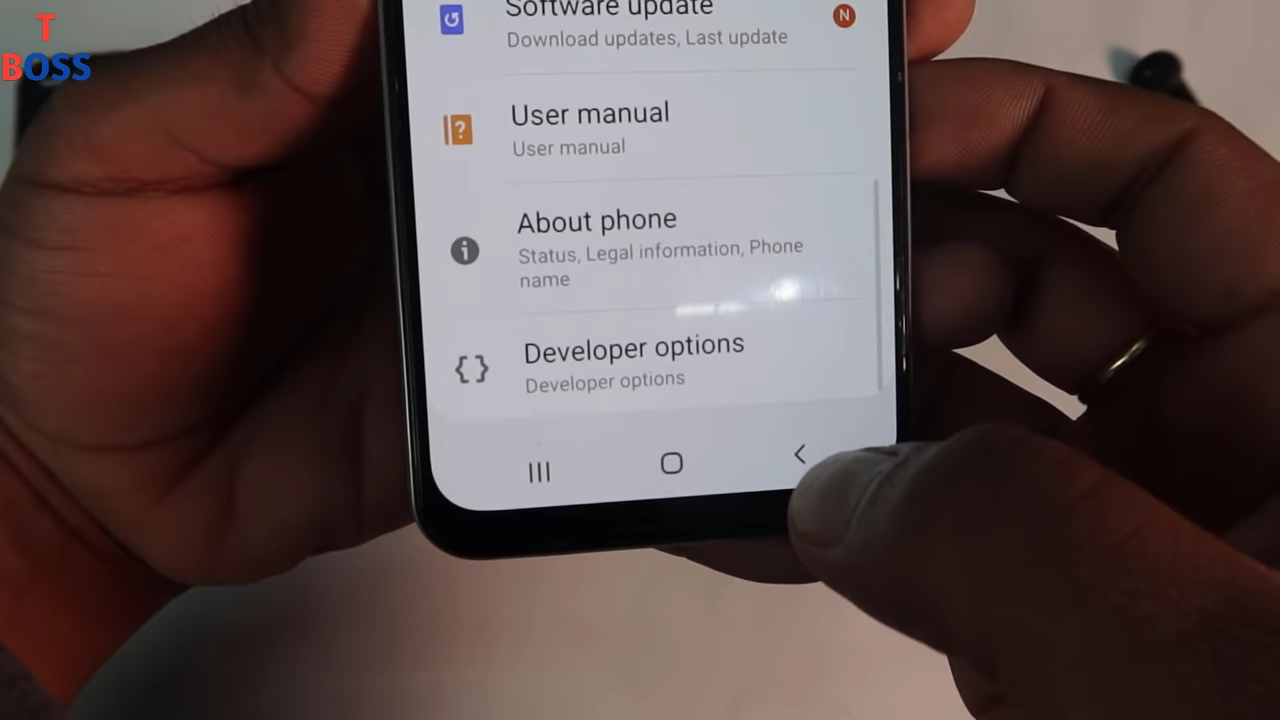 T
BOSS
Software update
N
Download updates, Last update
User manual
User manual
About phone
Status, Legal information, Phone
name
Developer options
Developer options